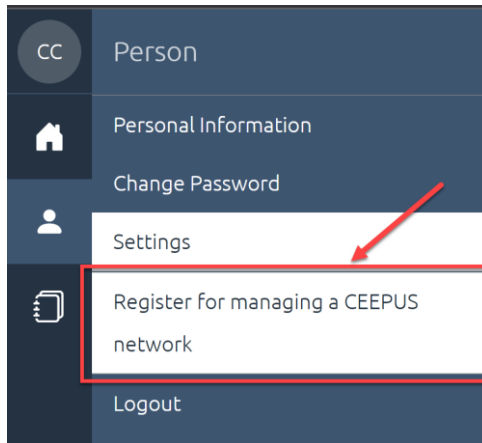 CC
Person
Personal Information
Change Password
Settings
Register for managing a CEEPUS
network
Logout